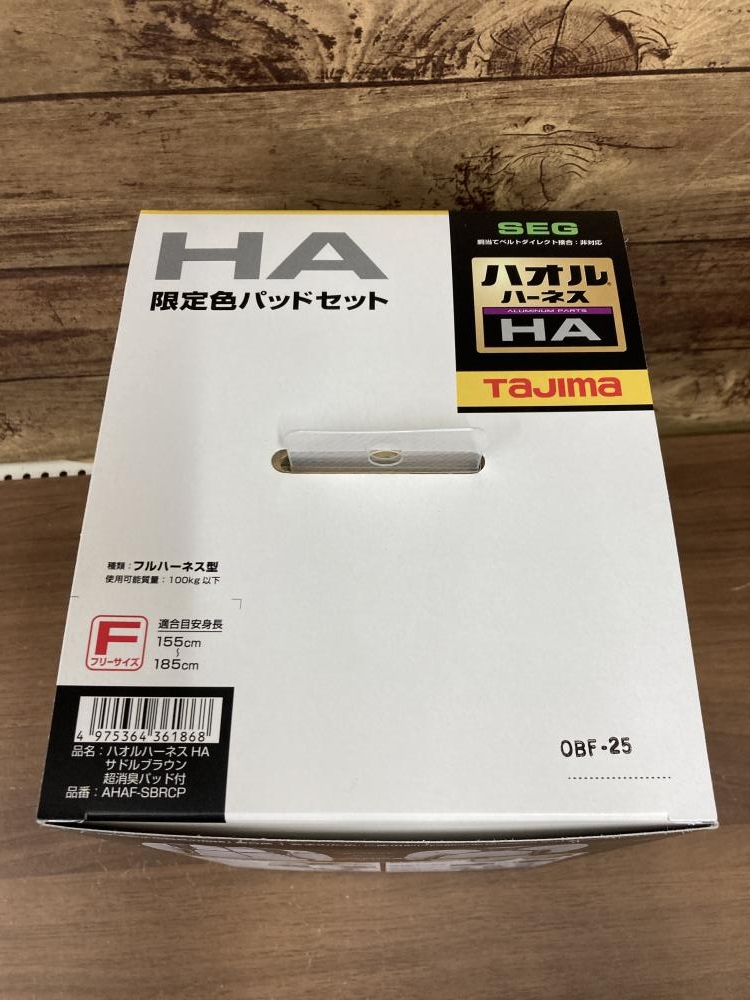 HA
限定色パッドセット
SEG
胴当てベルトダイレクト接合：非対応
ハオル®
ハーネス
ALUMINUM PARTS
HA
TaJima
種類：フルハーネス型
使用可能質量：100kg以下
F
フリーサイズ
適合目安身長
155cm
〜
185cm
4 975364 361868
品名：ハオルハーネス HA
サドルブラウン
超消臭パッド付
品番：AHAF-SBRCP
OBF-25